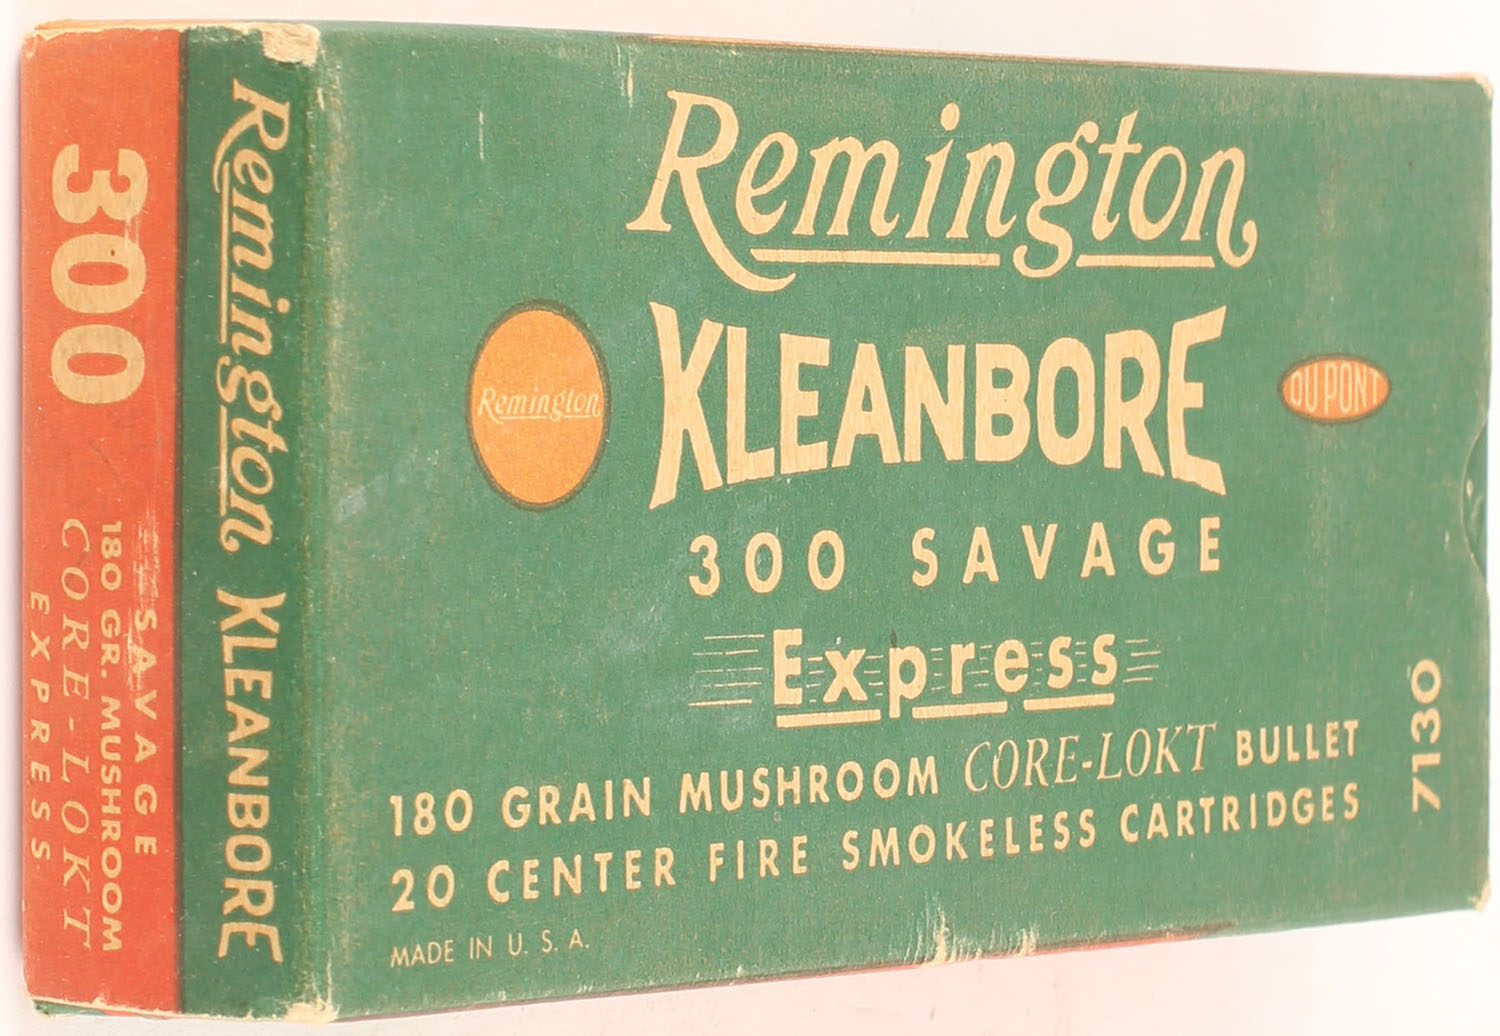 Remington
KLEANBORE
Remington
DU PONT
300 SAVAGE
Express
180 GRAIN MUSHROOM CORE-LOKT BULLET
20 CENTER FIRE SMOKELESS CARTRIDGES
MADE IN U. S. A.
7130
Remington KLEANBORE
300
SAVAGE
180 GR. MUSHROOM
CORE-LOKT
EXPRESS